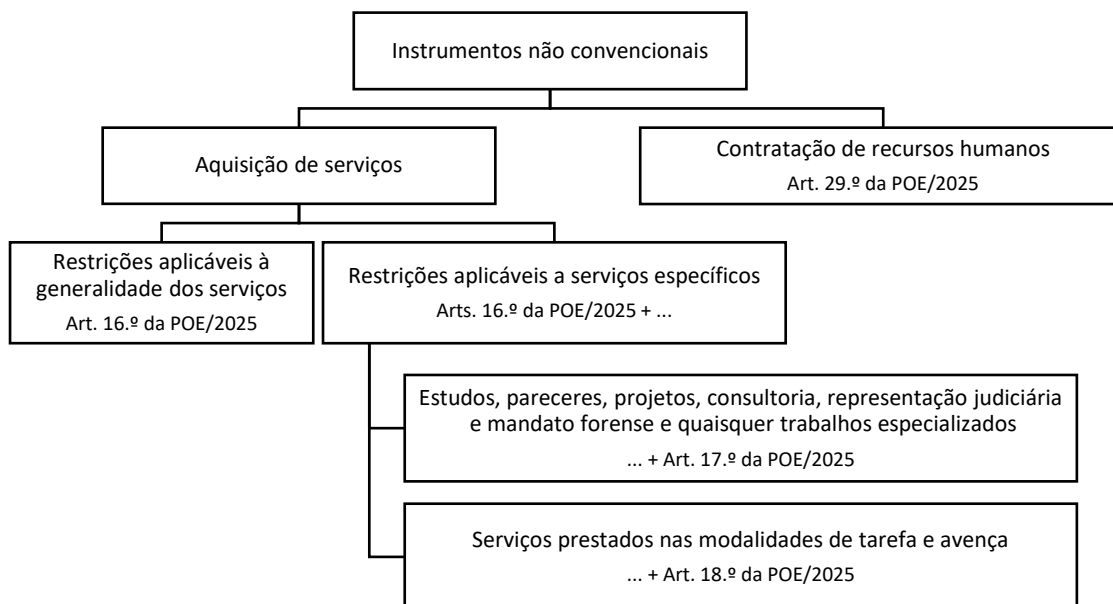 Instrumentos não convencionais
Aquisição de serviços
Contratação de recursos humanos
Art. 29.º da POE/2025
Restrições aplicáveis à
generalidade dos serviços
Art. 16.º da POE/2025
Restrições aplicáveis a serviços específicos
Arts. 16.º da POE/2025 + ...
Estudos, pareceres, projetos, consultoria, representação judiciária
e mandato forense e quaisquer trabalhos especializados
... + Art. 17.º da POE/2025
Serviços prestados nas modalidades de tarefa e avença
... + Art. 18.º da POE/2025